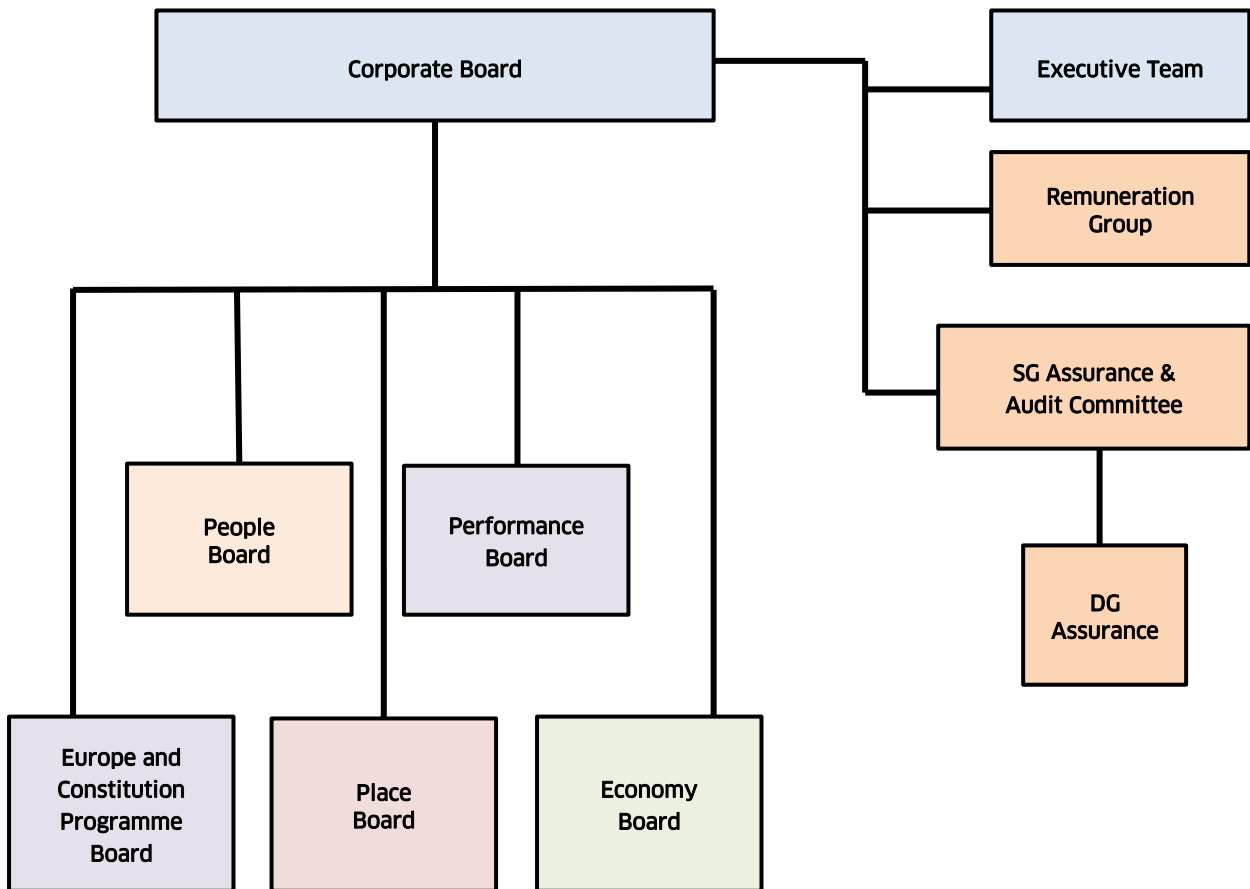 Corporate Board
Executive Team
Remuneration
Group
SG Assurance &
Audit Committee
People
Board
Performance
Board
DG
Assurance
Europe and
Constitution
Programme
Board
Place
Board
Economy
Board